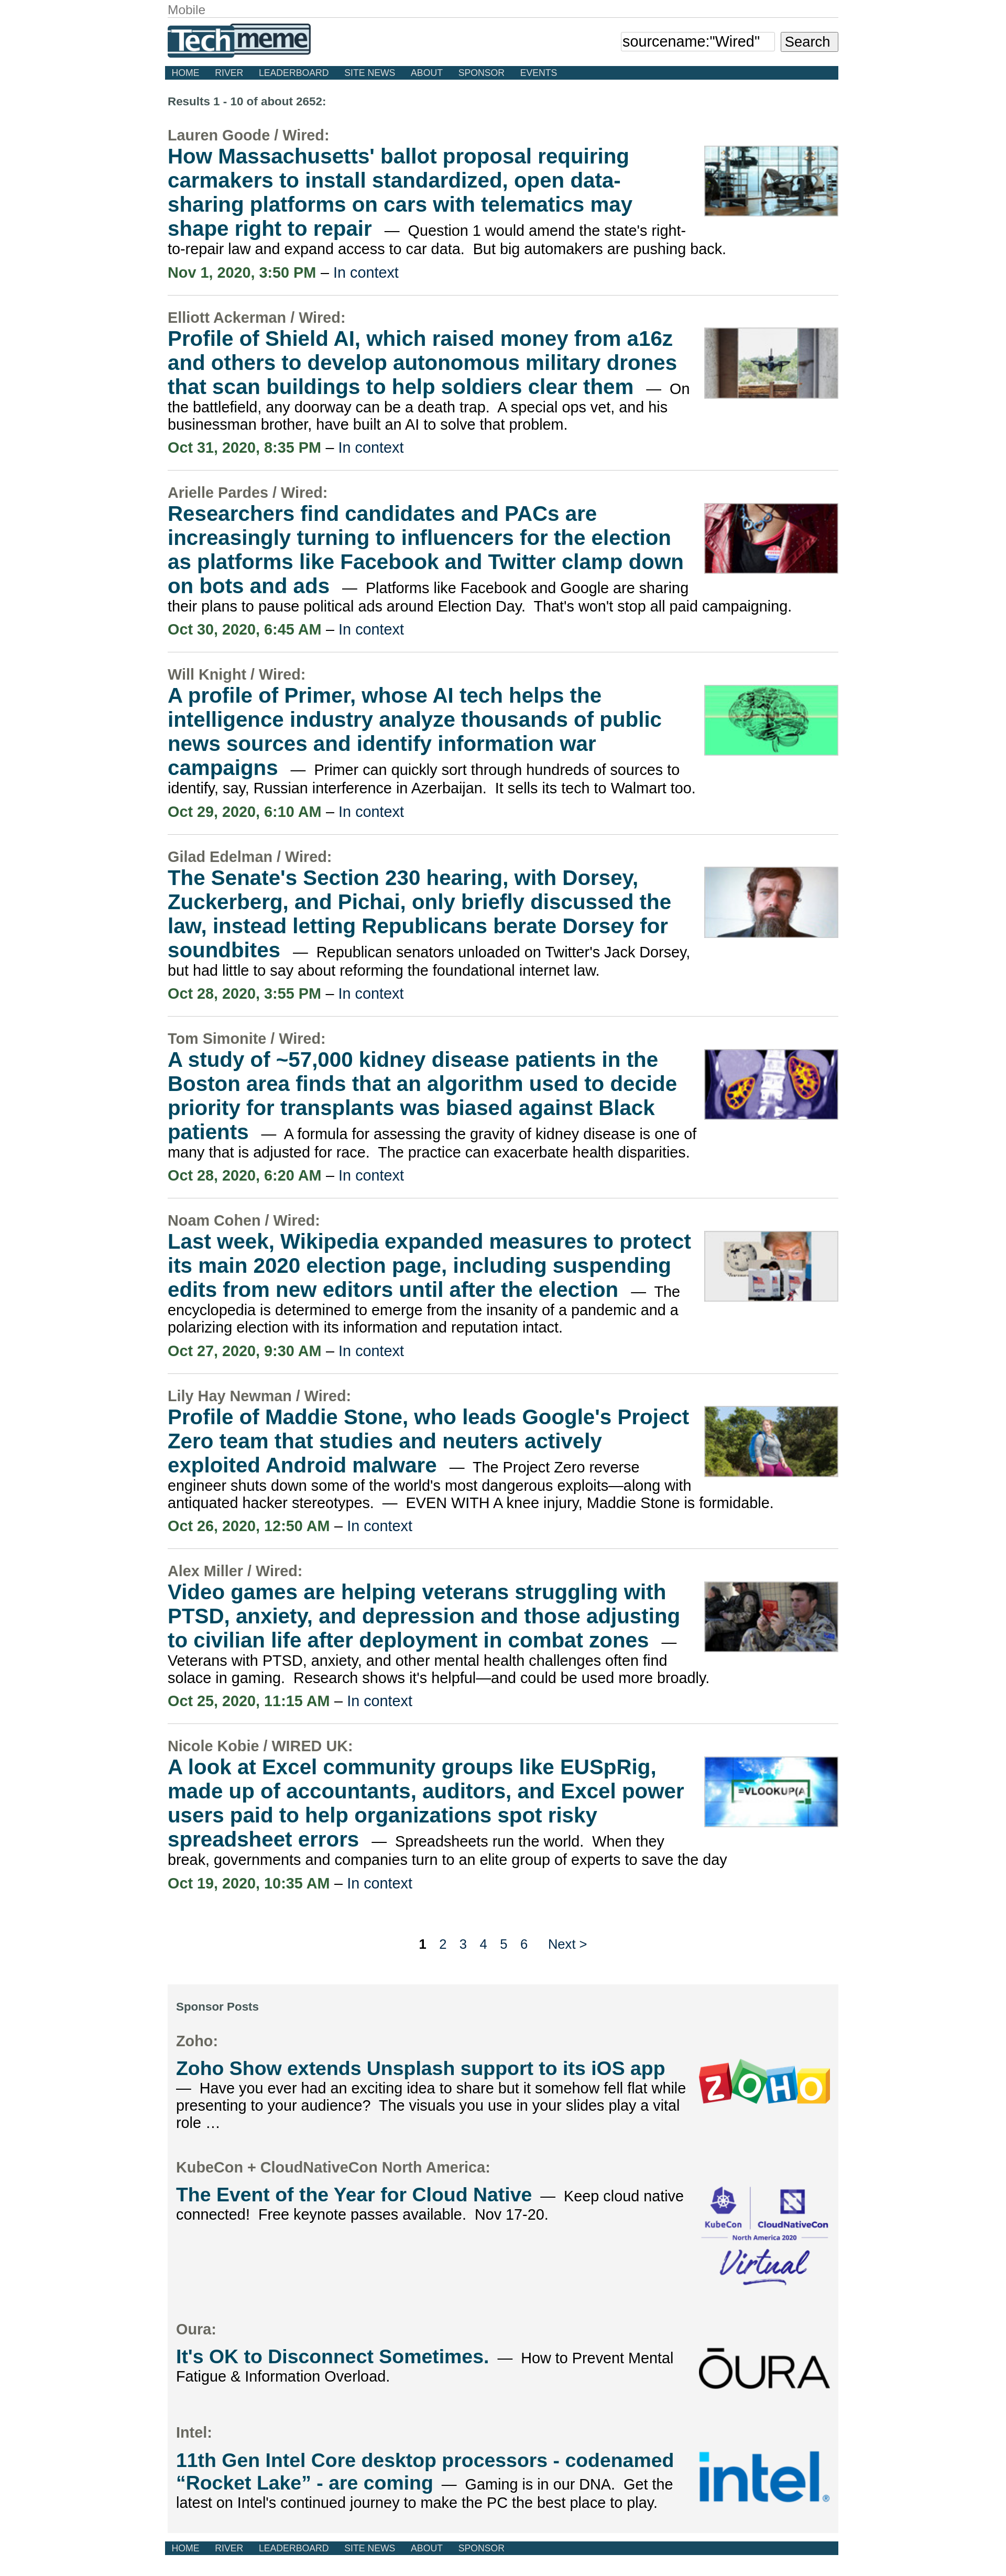 Mobile
Techmeme
sourcename:"Wired"
Search
HOME RIVER LEADERBOARD SITE NEWS ABOUT SPONSOR EVENTS
Results 1 - 10 of about 2652:
Lauren Goode / Wired:
How Massachusetts' ballot proposal requiring
carmakers to install standardized, open data-
sharing platforms on cars with telematics may
shape right to repair — Question 1 would amend the state's right-
to-repair law and expand access to car data. But big automakers are pushing back.
Nov 1, 2020, 3:50 PM – In context
Elliott Ackerman / Wired:
Profile of Shield AI, which raised money from a16z
and others to develop autonomous military drones
that scan buildings to help soldiers clear them — On
the battlefield, any doorway can be a death trap. A special ops vet, and his
businessman brother, have built an AI to solve that problem.
Oct 31, 2020, 8:35 PM – In context
Arielle Pardes / Wired:
Researchers find candidates and PACs are
increasingly turning to influencers for the election
as platforms like Facebook and Twitter clamp down
on bots and ads — Platforms like Facebook and Google are sharing
their plans to pause political ads around Election Day. That's won't stop all paid campaigning.
Oct 30, 2020, 6:45 AM – In context
Will Knight / Wired:
A profile of Primer, whose AI tech helps the
intelligence industry analyze thousands of public
news sources and identify information war
campaigns — Primer can quickly sort through hundreds of sources to
identify, say, Russian interference in Azerbaijan. It sells its tech to Walmart too.
Oct 29, 2020, 6:10 AM – In context
Gilad Edelman / Wired:
The Senate's Section 230 hearing, with Dorsey,
Zuckerberg, and Pichai, only briefly discussed the
law, instead letting Republicans berate Dorsey for
soundbites — Republican senators unloaded on Twitter's Jack Dorsey,
but had little to say about reforming the foundational internet law.
Oct 28, 2020, 3:55 PM – In context
Tom Simonite / Wired:
A study of ~57,000 kidney disease patients in the
Boston area finds that an algorithm used to decide
priority for transplants was biased against Black
patients — A formula for assessing the gravity of kidney disease is one of
many that is adjusted for race. The practice can exacerbate health disparities.
Oct 28, 2020, 6:20 AM – In context
Noam Cohen / Wired:
Last week, Wikipedia expanded measures to protect
its main 2020 election page, including suspending
edits from new editors until after the election — The
encyclopedia is determined to emerge from the insanity of a pandemic and a
polarizing election with its information and reputation intact.
Oct 27, 2020, 9:30 AM – In context
Lily Hay Newman / Wired:
Profile of Maddie Stone, who leads Google's Project
Zero team that studies and neuters actively
exploited Android malware — The Project Zero reverse
engineer shuts down some of the world's most dangerous exploits—along with
antiquated hacker stereotypes. — EVEN WITH A knee injury, Maddie Stone is formidable.
Oct 26, 2020, 12:50 AM – In context
Alex Miller / Wired:
Video games are helping veterans struggling with
PTSD, anxiety, and depression and those adjusting
to civilian life after deployment in combat zones —
Veterans with PTSD, anxiety, and other mental health challenges often find
solace in gaming. Research shows it's helpful—and could be used more broadly.
Oct 25, 2020, 11:15 AM – In context
Nicole Kobie / WIRED UK:
A look at Excel community groups like EUSpRig,
made up of accountants, auditors, and Excel power
users paid to help organizations spot risky
spreadsheet errors — Spreadsheets run the world. When they
break, governments and companies turn to an elite group of experts to save the day
=VLOOKUP(A
Oct 19, 2020, 10:35 AM – In context
1 2 3 4 5 6 Next >
Sponsor Posts
Zoho:
Zoho Show extends Unsplash support to its iOS app
— Have you ever had an exciting idea to share but it somehow fell flat while
presenting to your audience? The visuals you use in your slides play a vital
role …
ZOHO
KubeCon + CloudNativeCon North America:
The Event of the Year for Cloud Native — Keep cloud native
connected! Free keynote passes available. Nov 17-20.
KubeCon CloudNativeCon
North America 2020
Virtual
Oura:
It's OK to Disconnect Sometimes. — How to Prevent Mental
Fatigue & Information Overload.
ŌURA
Intel:
11th Gen Intel Core desktop processors - codenamed
“Rocket Lake” - are coming — Gaming is in our DNA. Get the
latest on Intel's continued journey to make the PC the best place to play.
intel®
HOME RIVER LEADERBOARD SITE NEWS ABOUT SPONSOR